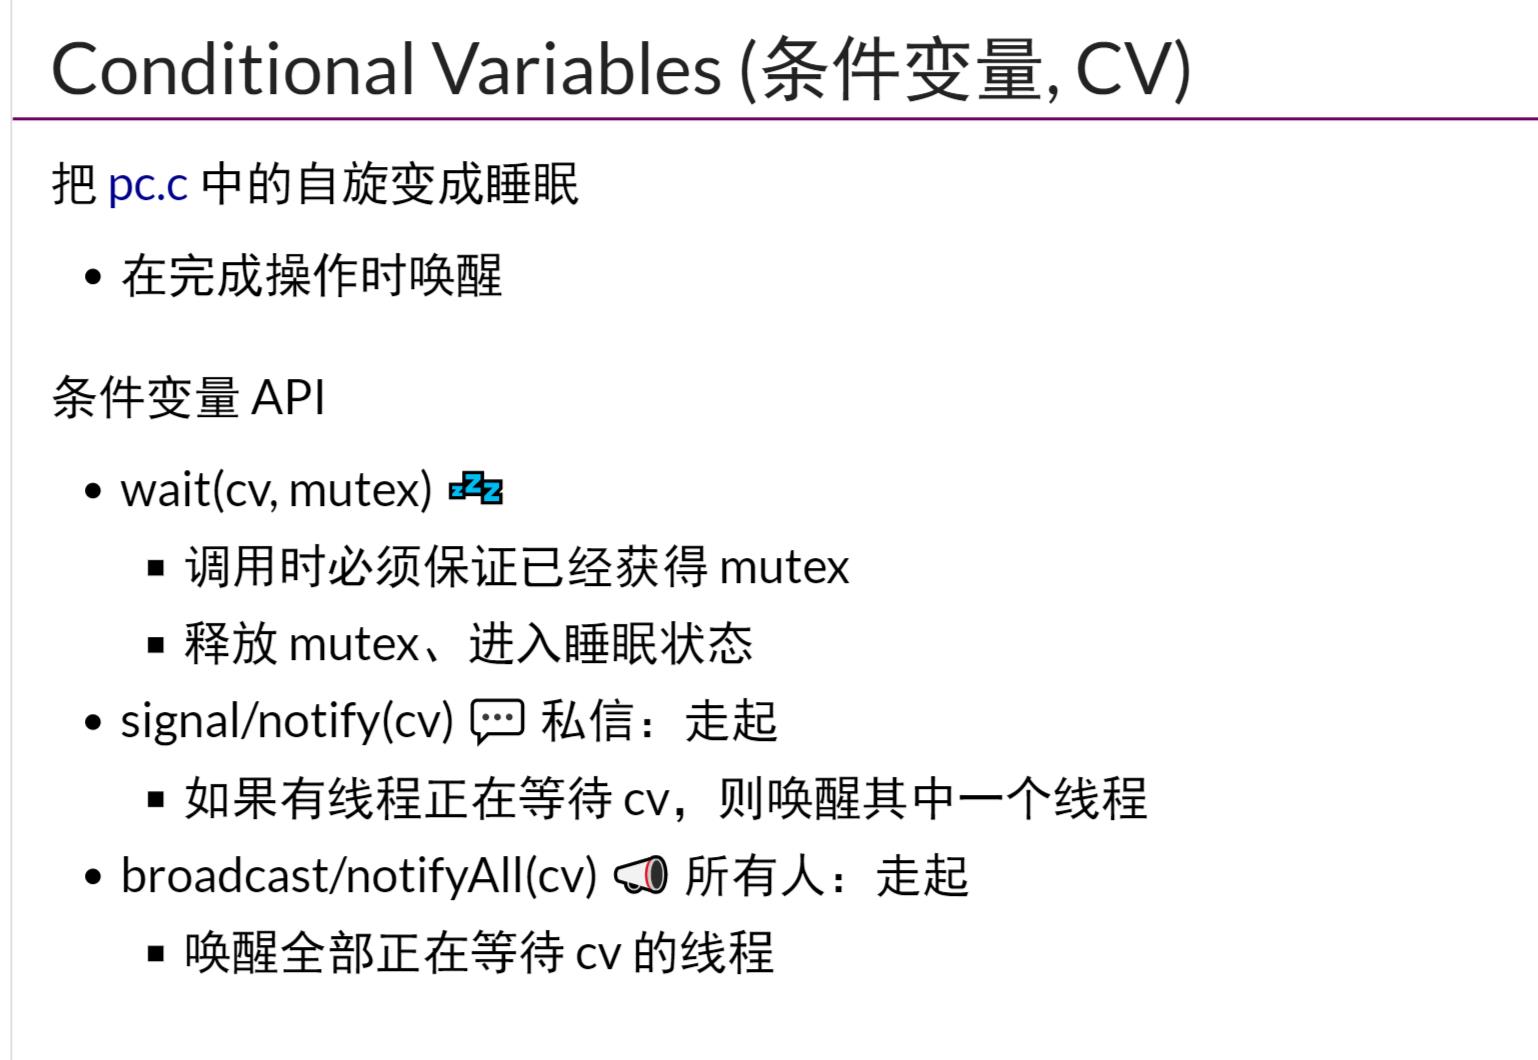 Conditional Variables (条件变量, CV)
把 pc.c 中的自旋变成睡眠
• 在完成操作时唤醒
条件变量 API
• wait(cv, mutex) 💤
▪ 调用时必须保证已经获得 mutex
▪ 释放 mutex、进入睡眠状态
• signal/notify(cv) 💬 私信：走起
▪ 如果有线程正在等待 cv，则唤醒其中一个线程
• broadcast/notifyAll(cv) 📣 所有人：走起
▪ 唤醒全部正在等待 cv 的线程